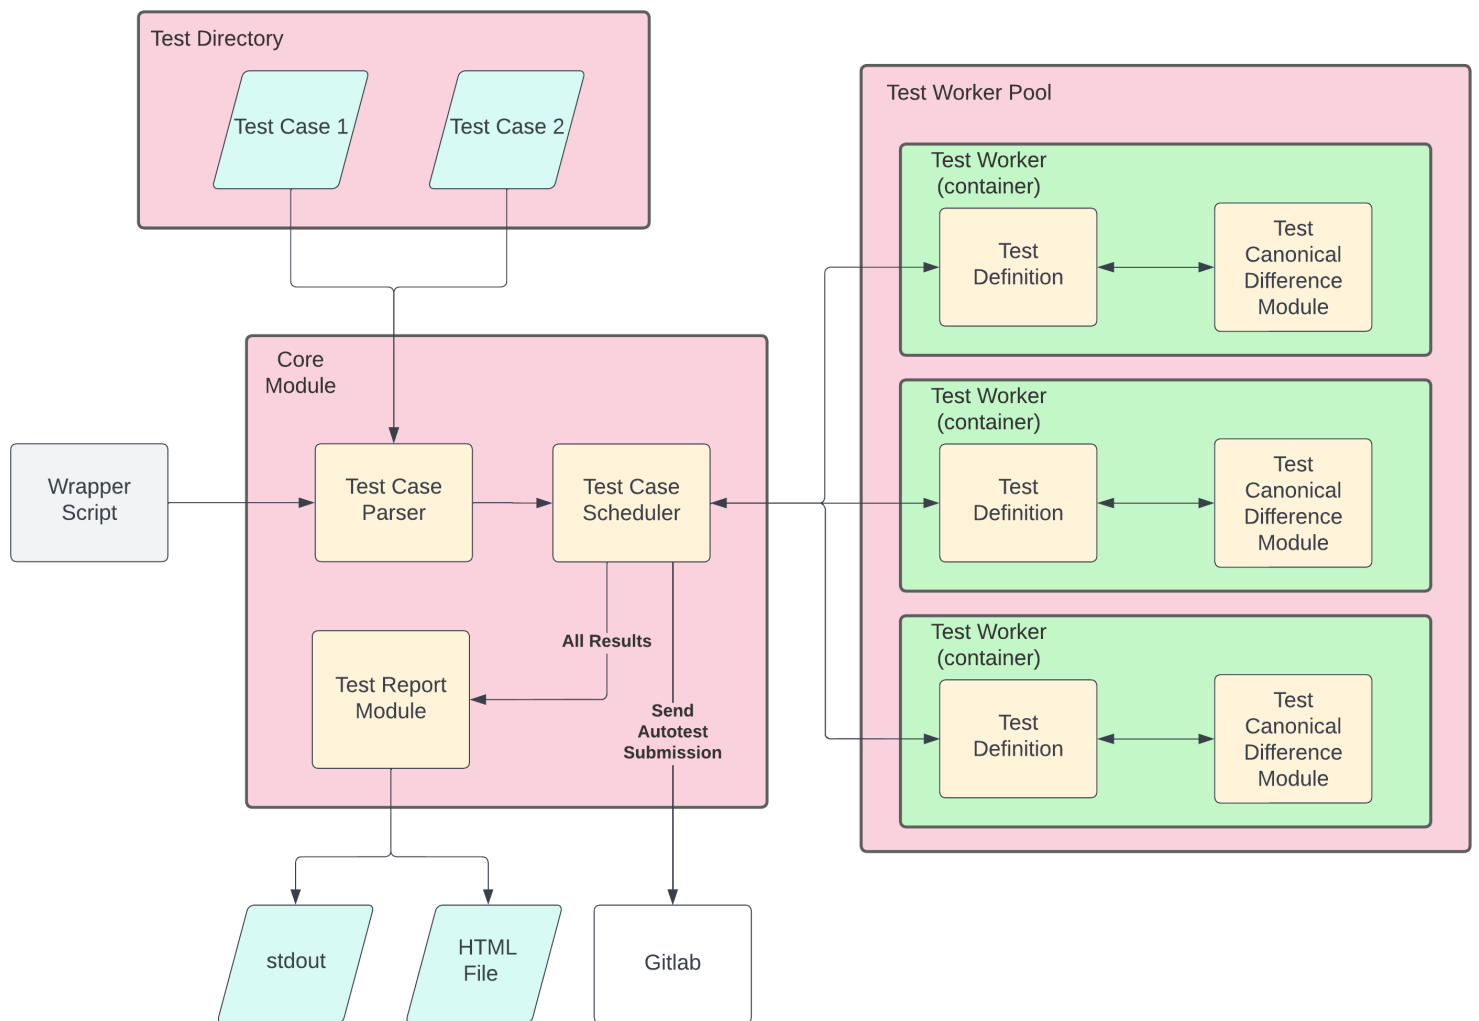 Test Directory
Test Case 1
Test Case 2
Test Worker Pool
Test Worker
(container)
Test
Definition
Test
Canonical
Difference
Module
Core
Module
Test Worker
(container)
Test
Definition
Test
Canonical
Difference
Module
Wrapper
Script
Test Case
Parser
Test Case
Scheduler
All Results
Test Report
Module
Send
Autotest
Submission
Test Worker
(container)
Test
Definition
Test
Canonical
Difference
Module
stdout
HTML
File
Gitlab